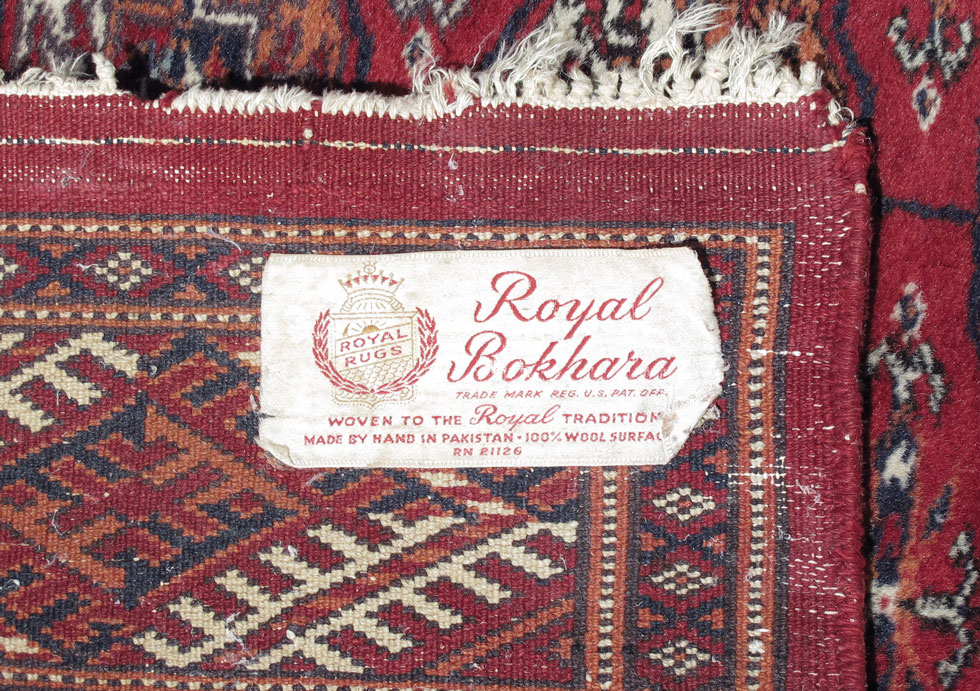 ROYAL
RUGS
Royal
Bokhara
TRADE MARK REG. U.S. PAT. OFF.
WOVEN TO THE Royal TRADITION
MADE BY HAND IN PAKISTAN • 100% WOOL SURFAC
RN 21126